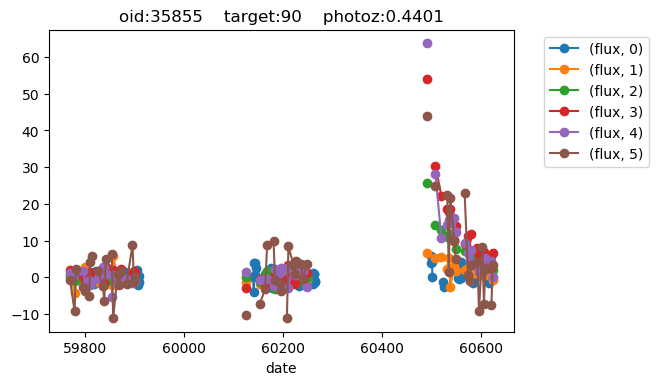 oid:35855 target:90 photoz:0.4401
60
50
40
30
20
10
0
−10
59800 60000 60200 60400 60600
date
(flux, 0)
(flux, 1)
(flux, 2)
(flux, 3)
(flux, 4)
(flux, 5)